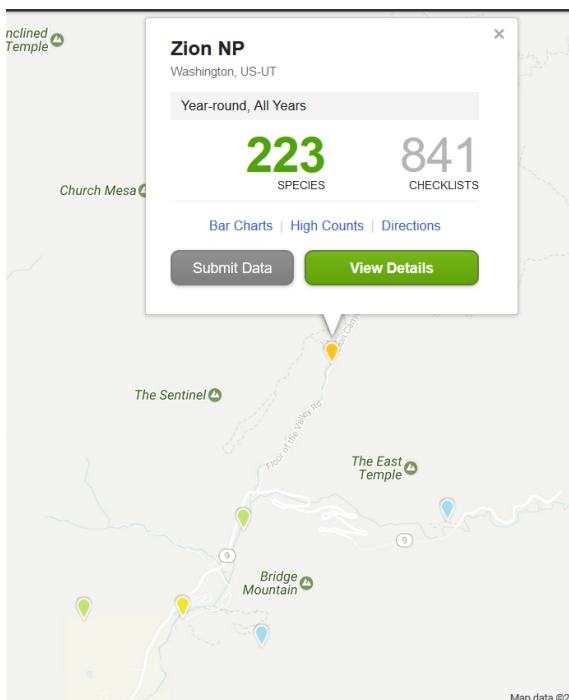 nclined
Temple
Zion NP
Washington, US-UT
Year-round, All Years
223
SPECIES
841
CHECKLISTS
Bar Charts | High Counts | Directions
Submit Data
View Details
Church Mesa
The Sentinel
Floor of the Valley Rd
The East
Temple
9
9
Bridge
Mountain
Map data ©2